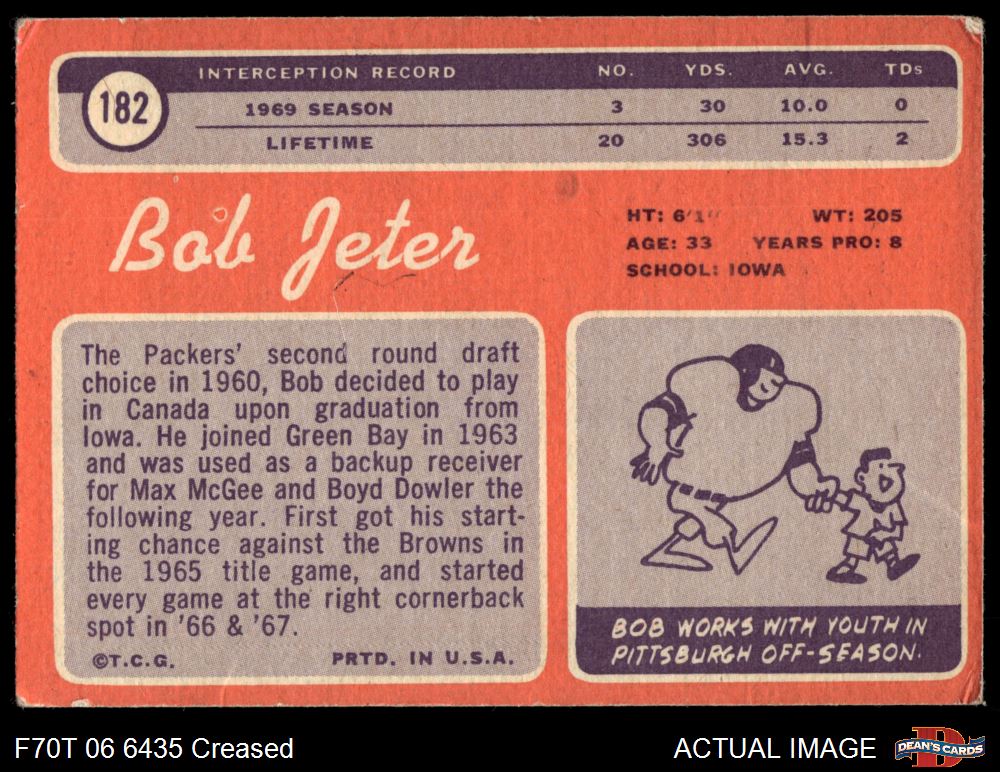 182
INTERCEPTION RECORD NO. YDS. AVG. TDs
1969 SEASON 3 30 10.0 0
LIFETIME 20 306 15.3 2
Bob Jeter
HT: 6'1" WT: 205
AGE: 33 YEARS PRO: 8
SCHOOL: IOWA
The Packers' second round draft
choice in 1960, Bob decided to play
in Canada upon graduation from
Iowa. He joined Green Bay in 1963
and was used as a backup receiver
for Max McGee and Boyd Dowler the
following year. First got his start-
ing chance against the Browns in
the 1965 title game, and started
every game at the right cornerback
spot in '66 & '67.
©T.C.G. PRTD. IN U.S.A.
BOB WORKS WITH YOUTH IN
PITTSBURGH OFF-SEASON.
F70T 06 6435 Creased
ACTUAL IMAGE
DEAN'S CARDS